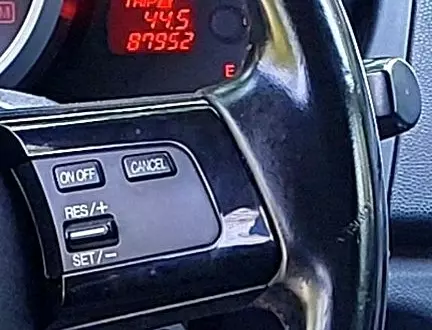 TRIP A
44.5
87952
E
ON OFF
CANCEL
RES/+
SET/–